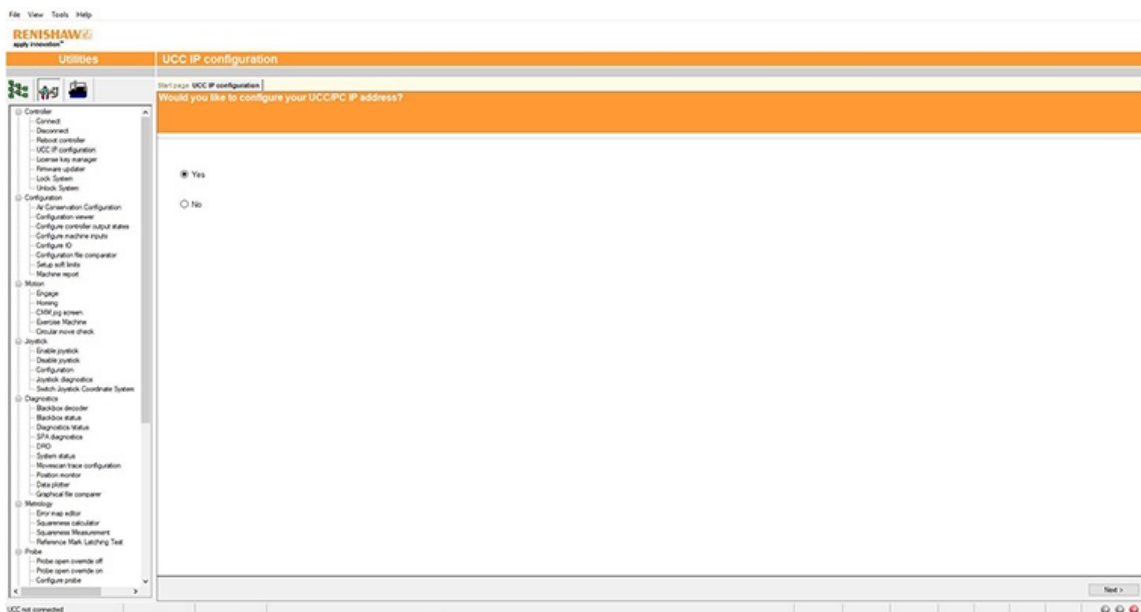 File View Tools Help
RENISHAW
apply innovation™
Utilities
UCC IP configuration
Start page UCC IP configuration
Would you like to configure your UCC/PC IP address?
Controller
Connect
Disconnect
Reboot controller
UCC IP configuration
License key manager
Firmware updater
Lock System
Unlock System
Configuration
Air Conservation Configuration
Configuration viewer
Configure controller output states
Configure machine inputs
Configure IO
Configuration file comparator
Setup soft limits
Machine report
Motion
Engage
Homing
CMM jog screen
Exercise Machine
Circular move check
Joystick
Enable joystick
Disable joystick
Configuration
Joystick diagnostics
Switch Joystick Coordinate System
Diagnostics
Blackbox decoder
Blackbox status
Diagnostics status
SPA diagnostics
DRO
System status
Movescan trace configuration
Position monitor
Data plotter
Graphical file comparer
Metrology
Error map editor
Squareness calculator
Squareness Measurement
Reference Mark Latching Test
Probe
Probe open override off
Probe open override on
Configure probe
Yes
No
Next >
UCC not connected